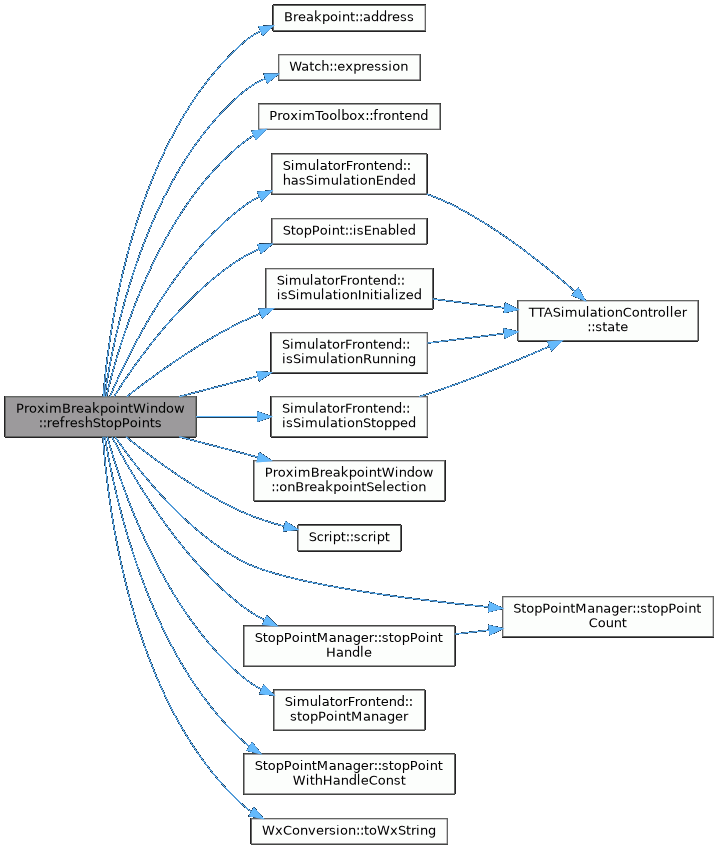 Breakpoint::address
Watch::expression
ProximToolbox::frontend
SimulatorFrontend::
hasSimulationEnded
StopPoint::isEnabled
SimulatorFrontend::
isSimulationInitialized
TTASimulationController
::state
SimulatorFrontend::
isSimulationRunning
ProximBreakpointWindow
::refreshStopPoints
SimulatorFrontend::
isSimulationStopped
ProximBreakpointWindow
::onBreakpointSelection
Script::script
StopPointManager::stopPoint
Count
StopPointManager::stopPoint
Handle
SimulatorFrontend::
stopPointManager
StopPointManager::stopPoint
WithHandleConst
WxConversion::toWxString